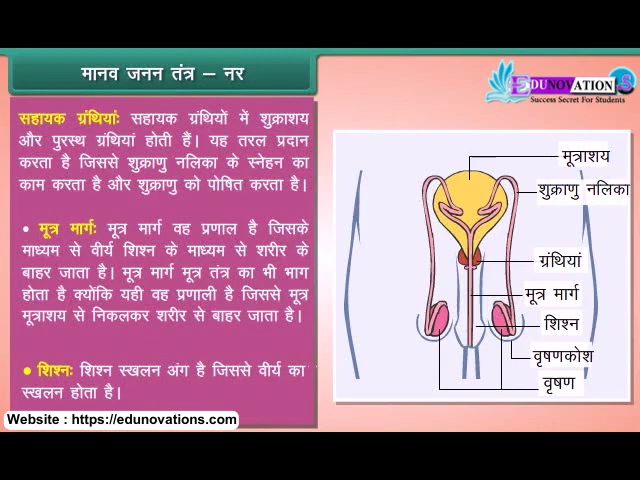 मानव जनन तंत्र – नर
EDUNOVATIONS
Success Secret For Students
सहायक ग्रंथियां: सहायक ग्रंथियों में शुक्राशय
और पुरस्थ ग्रंथियां होती हैं। यह तरल प्रदान
करता है जिससे शुक्राणु नलिका के स्नेहन का
काम करता है और शुक्राणु को पोषित करता है।
• मूत्र मार्ग: मूत्र मार्ग वह प्रणाल है जिसके
माध्यम से वीर्य शिश्न के माध्यम से शरीर के
बाहर जाता है। मूत्र मार्ग मूत्र तंत्र का भी भाग
होता है क्योंकि यही वह प्रणाली है जिससे मूत्र
मूत्राशय से निकलकर शरीर से बाहर जाता है।
• शिश्न: शिश्न स्खलन अंग है जिससे वीर्य का
स्खलन होता है।
Website : https://edunovations.com/
मूत्राशय
शुक्राणु नलिका
ग्रंथियां
मूत्र मार्ग
शिश्न
वृषणकोश
वृषण